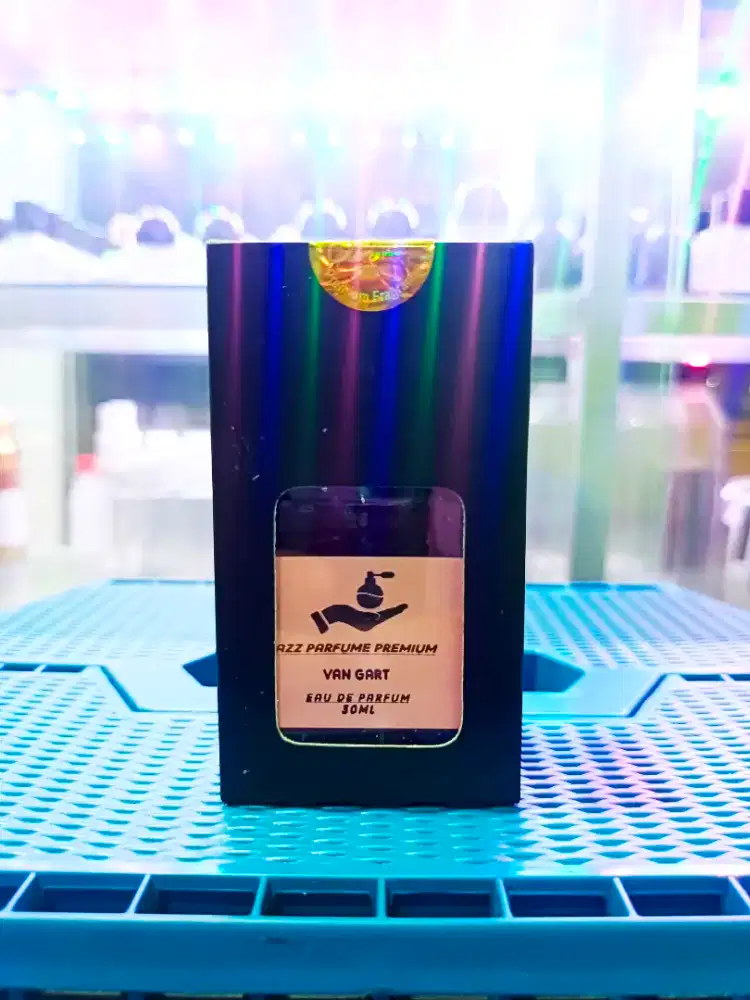 AZZ PARFUME PREMIUM
VAN GART
EAU DE PARFUM
30ML